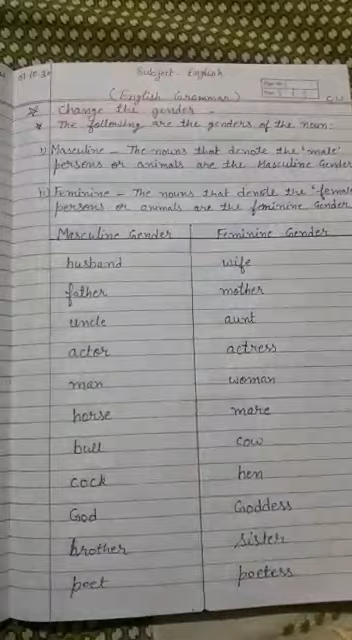 Subject - English
(English Grammar)
C.W
* Change the gender -
* The following are the genders of the noun:
i) Masculine - The nouns that denote the 'male'
persons or animals are the Masculine Gender
ii) Feminine - The nouns that denote the 'female
persons or animals are the feminine Gender
Masculine Gender Feminine Gender
husband wife
father mother
uncle aunt
actor actress
man woman
horse mare
bull cow
cock hen
God Goddess
brother sister
poet poetess